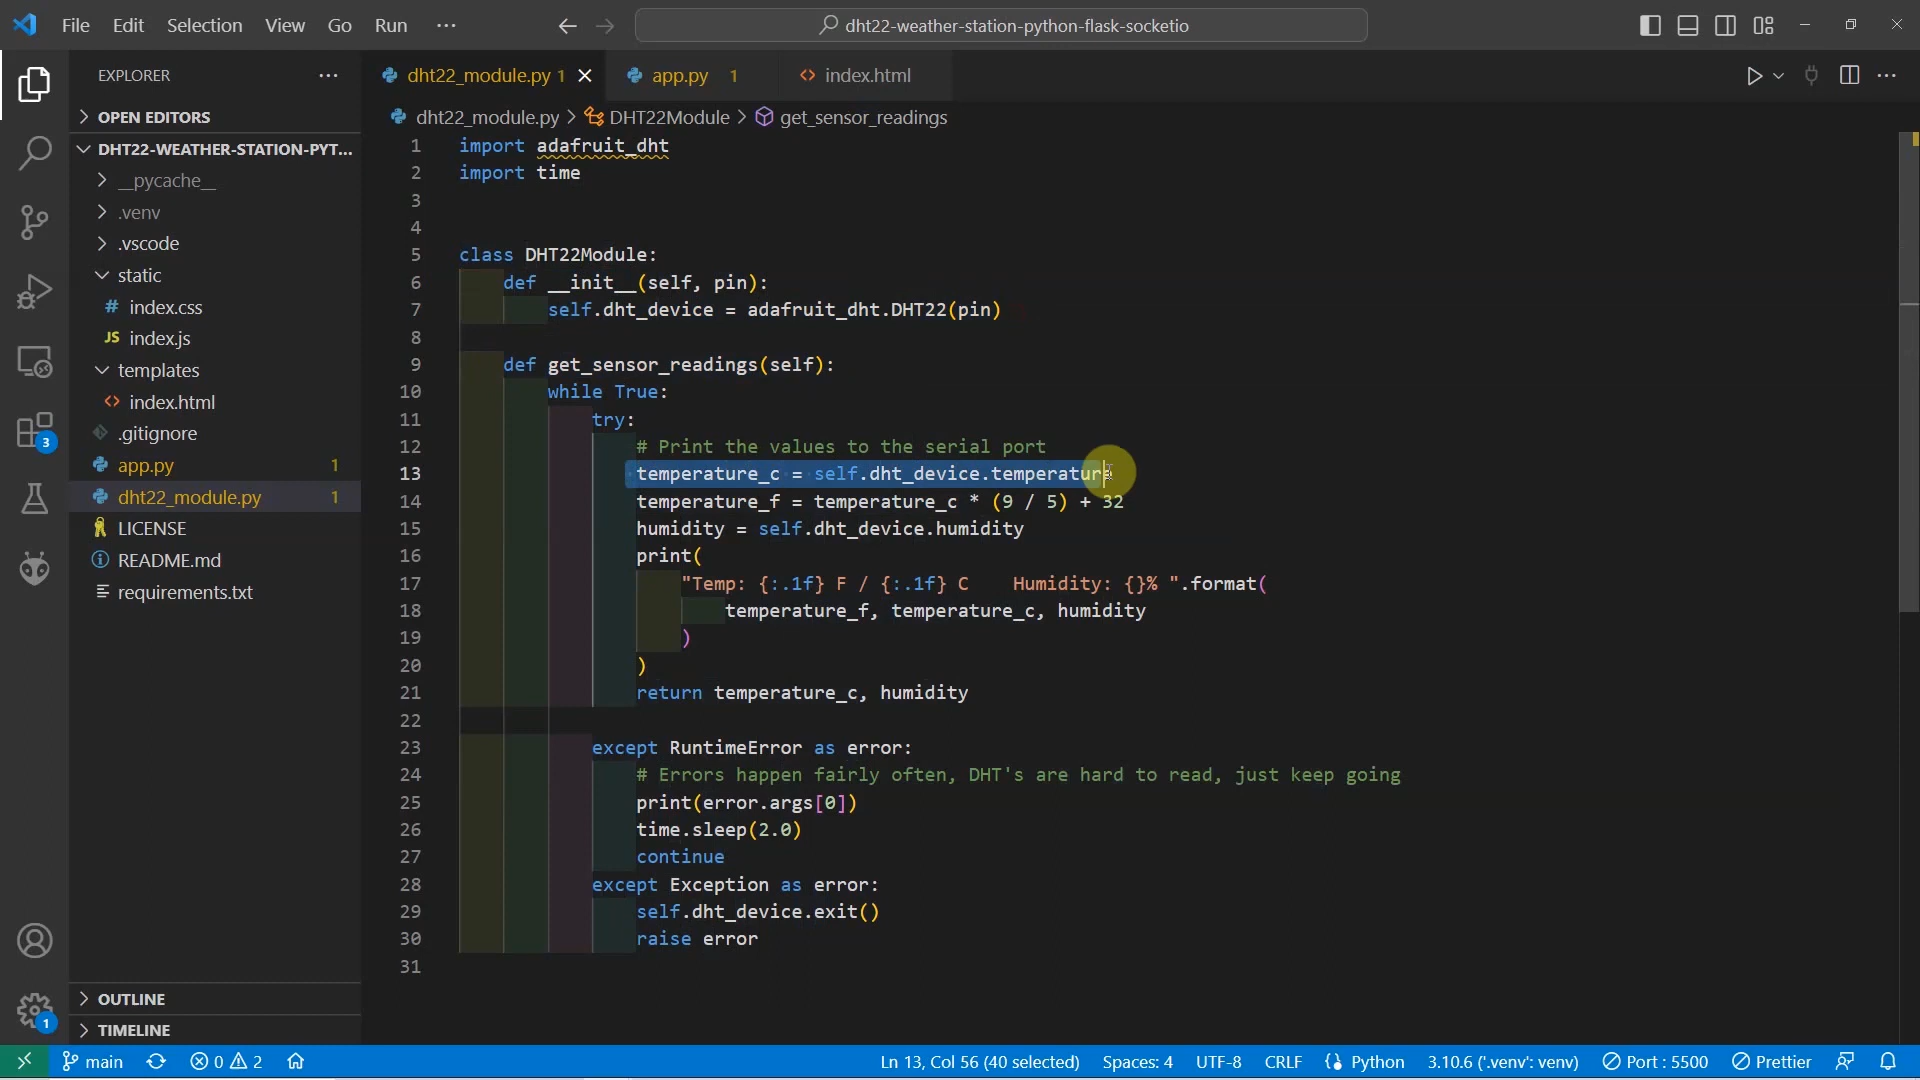 File Edit Selection View Go Run ···
dht22-weather-station-python-flask-socketio
EXPLORER
OPEN EDITORS
DHT22-WEATHER-STATION-PYT...
__pycache__
.venv
.vscode
static
# index.css
JS index.js
templates
<> index.html
.gitignore
app.py 1
dht22_module.py 1
LICENSE
README.md
requirements.txt
OUTLINE
TIMELINE
3
1
dht22_module.py 1
app.py 1
<> index.html
dht22_module.py > DHT22Module > get_sensor_readings
1 import adafruit_dht
2 import time
3
4
5 class DHT22Module:
6 def __init__(self, pin):
7 self.dht_device = adafruit_dht.DHT22(pin)
8
9 def get_sensor_readings(self):
10 while True:
11 try:
12 # Print the values to the serial port
13 temperature_c = self.dht_device.temperature
14 temperature_f = temperature_c * (9 / 5) + 32
15 humidity = self.dht_device.humidity
16 print(
17 "Temp: {:.1f} F / {:.1f} C    Humidity: {}% ".format(
18 temperature_f, temperature_c, humidity
19 )
20 )
21 return temperature_c, humidity
22
23 except RuntimeError as error:
24 # Errors happen fairly often, DHT's are hard to read, just keep going
25 print(error.args[0])
26 time.sleep(2.0)
27 continue
28 except Exception as error:
29 self.dht_device.exit()
30 raise error
31
main 0 2 Ln 13, Col 56 (40 selected) Spaces: 4 UTF-8 CRLF Python 3.10.6 ('.venv': venv) Port : 5500 Prettier